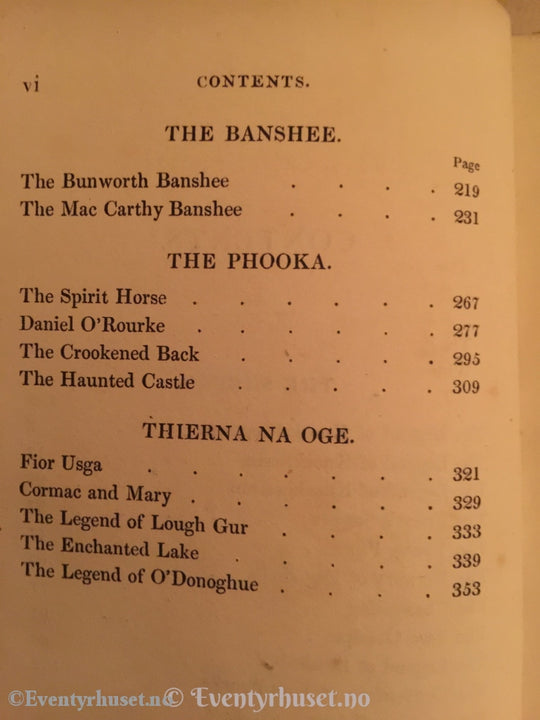 vi CONTENTS.
THE BANSHEE.
Page
The Bunworth Banshee . . . . 219
The Mac Carthy Banshee . . . . 231
THE PHOOKA.
The Spirit Horse . . . . . . 267
Daniel O'Rourke . . . . . . 277
The Crookened Back . . . . . 295
The Haunted Castle . . . . . 309
THIERNA NA OGE.
Fior Usga . . . . . . . 321
Cormac and Mary . . . . . . 329
The Legend of Lough Gur . . . . 333
The Enchanted Lake . . . . . 339
The Legend of O'Donoghue . . . . 353
©Eventyrhuset.no © Eventyrhuset.no